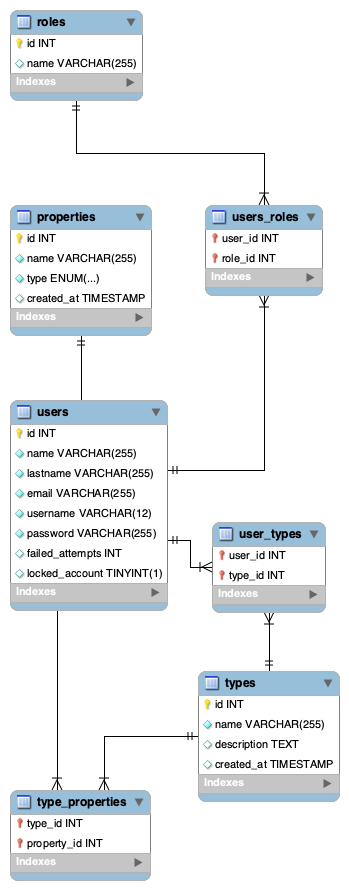 roles
id INT
name VARCHAR(255)
Indexes
properties
id INT
name VARCHAR(255)
type ENUM(...)
created_at TIMESTAMP
Indexes
users_roles
user_id INT
role_id INT
Indexes
users
id INT
name VARCHAR(255)
lastname VARCHAR(255)
email VARCHAR(255)
username VARCHAR(12)
password VARCHAR(255)
failed_attempts INT
locked_account TINYINT(1)
Indexes
user_types
user_id INT
type_id INT
Indexes
types
id INT
name VARCHAR(255)
description TEXT
created_at TIMESTAMP
Indexes
type_properties
type_id INT
property_id INT
Indexes